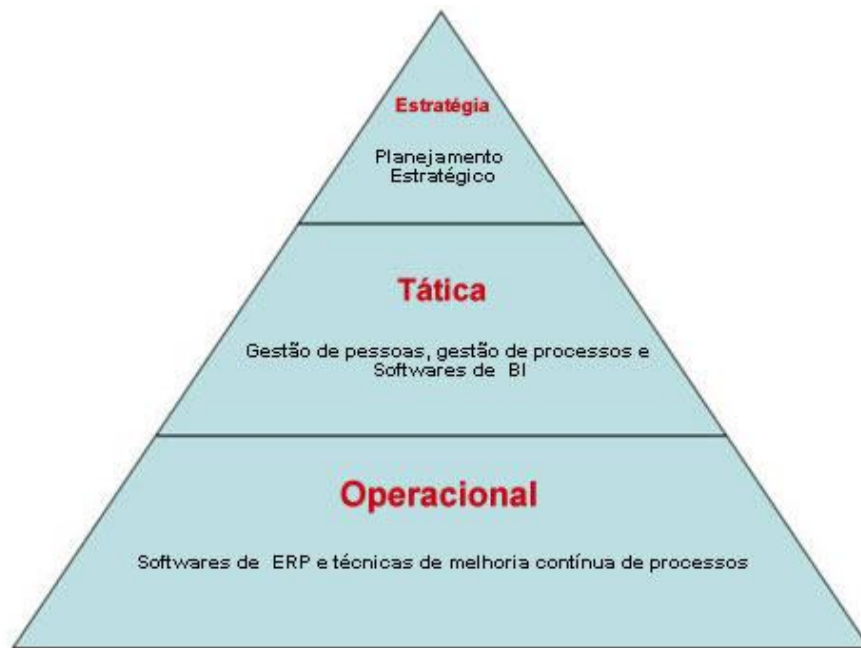 Estratégia
Planejamento
Estratégico
Tática
Gestão de pessoas, gestão de processos e
Softwares de BI
Operacional
Softwares de ERP e técnicas de melhoria contínua de processos